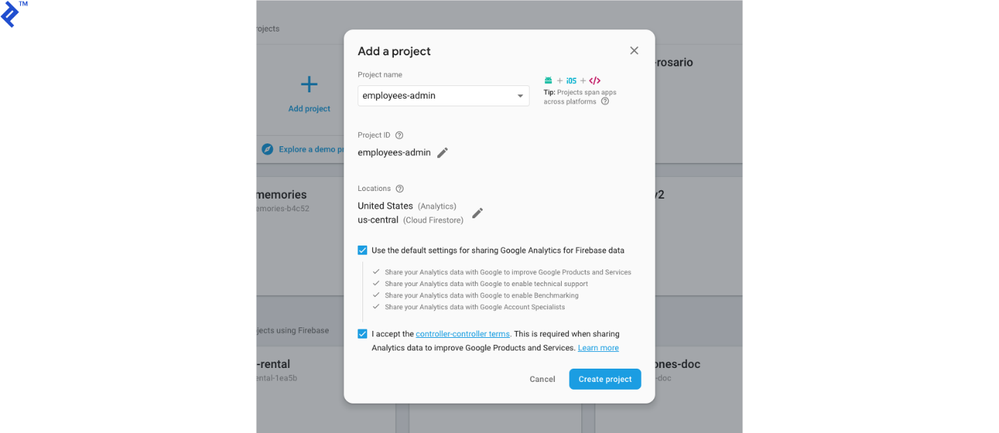 TM
rojects
Add project
Explore a demo pr
memories
emories-b4c52
jects using Firebase
-rental
ental-1ea5b
-rosario
v2
ones-doc
-doc
Add a project
Project name
employees-admin
+ iOS + </>
Tip: Projects span apps
across platforms
Project ID
employees-admin
Locations
United States (Analytics)
us-central (Cloud Firestore)
Use the default settings for sharing Google Analytics for Firebase data
Share your Analytics data with Google to improve Google Products and Services
Share your Analytics data with Google to enable technical support
Share your Analytics data with Google to enable Benchmarking
Share your Analytics data with Google Account Specialists
I accept the controller-controller terms. This is required when sharing
Analytics data to improve Google Products and Services. Learn more
Cancel
Create project